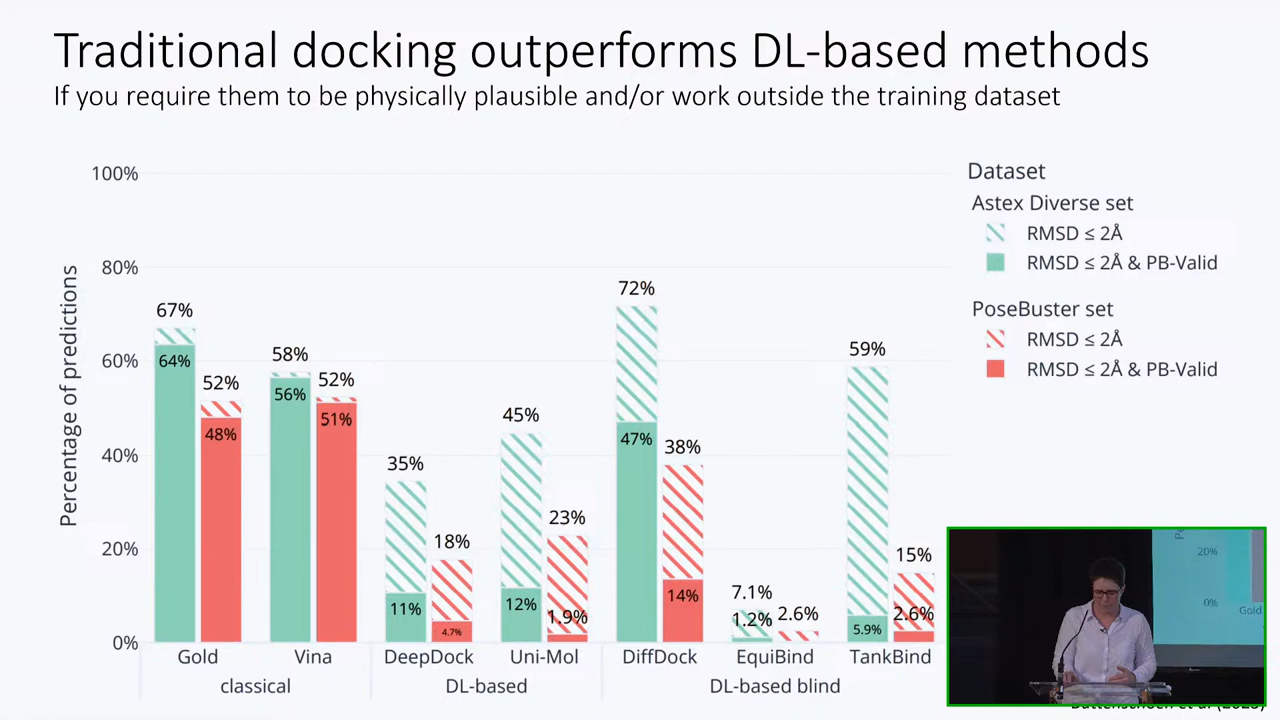 Traditional docking outperforms DL-based methods
If you require them to be physically plausible and/or work outside the training dataset
Percentage of predictions
100%
80%
60%
40%
20%
0%
67%
64%
52%
48%
58%
56%
52%
51%
35%
11%
18%
4.7%
45%
12%
23%
1.9%
72%
47%
38%
14%
7.1%
1.2%
2.6%
59%
5.9%
15%
2.6%
Gold
Vina
DeepDock
Uni-Mol
DiffDock
EquiBind
TankBind
classical
DL-based
DL-based blind
Dataset
Astex Diverse set
RMSD ≤ 2Å
RMSD ≤ 2Å & PB-Valid
PoseBuster set
RMSD ≤ 2Å
RMSD ≤ 2Å & PB-Valid
20%
0%
Gold